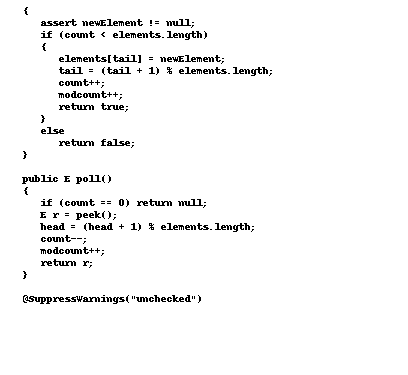 {
assert newElement != null;
if (count < elements.length)
{
elements[tail] = newElement;
tail = (tail + 1) % elements.length;
count++;
modcount++;
return true;
}
else
return false;
}
public E poll()
{
if (count == 0) return null;
E r = peek();
head = (head + 1) % elements.length;
count--;
modcount++;
return r;
}
@SuppressWarnings("unchecked")